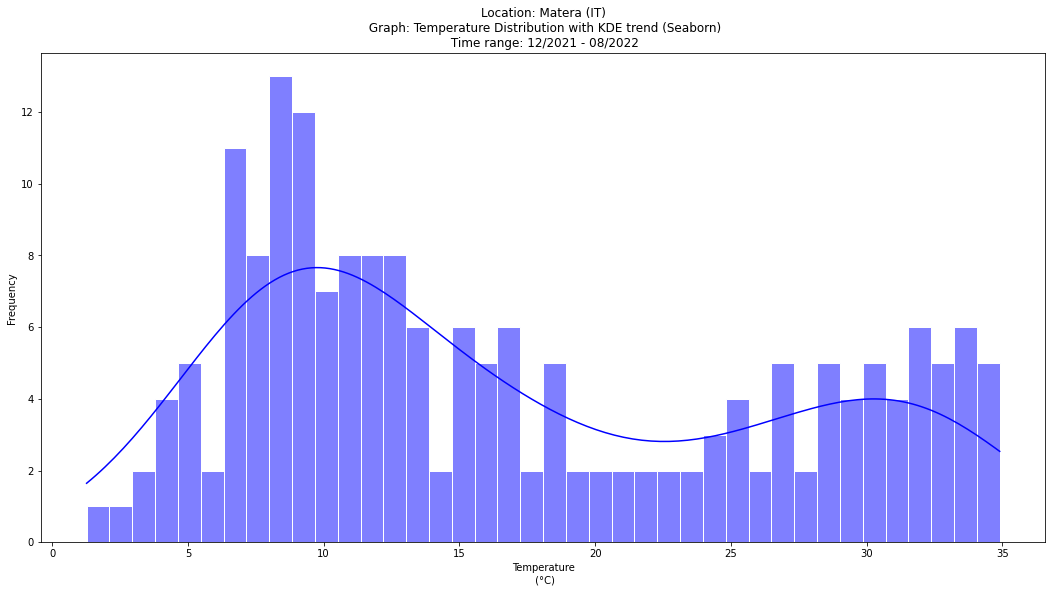 Location: Matera (IT)
Graph: Temperature Distribution with KDE trend (Seaborn)
Time range: 12/2021 - 08/2022
12
10
8
6
4
2
0
Frequency
0 5 10 15 20 25 30 35
Temperature
(°C)